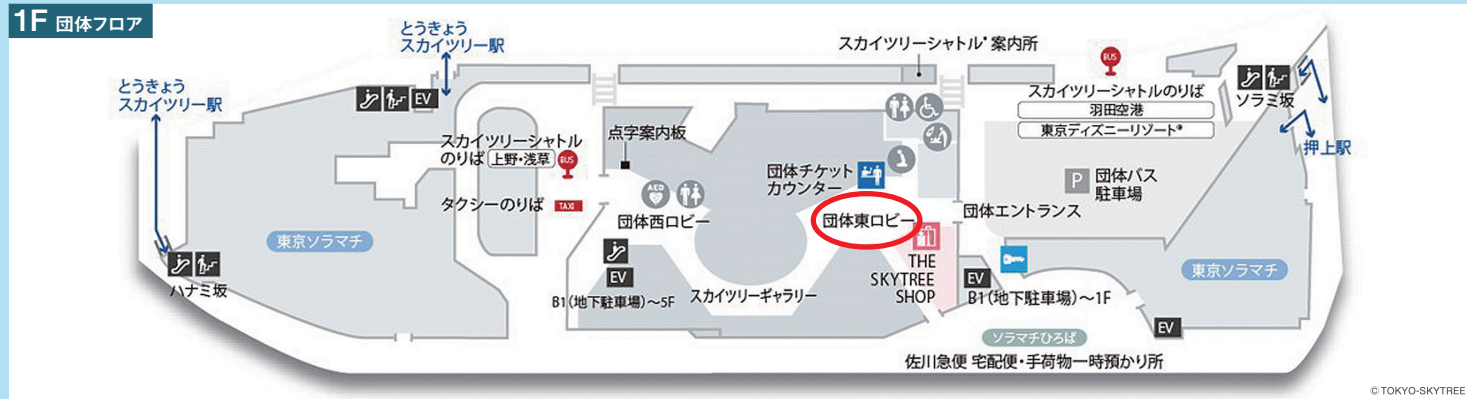 1F 団体フロア
とうきょう
スカイツリー駅
とうきょう
スカイツリー駅
EV
スカイツリーシャトル®案内所
BUS
スカイツリーシャトルのりば
羽田空港
東京ディズニーリゾート®
ソラミ坂
押上駅
スカイツリーシャトル
のりば 上野・浅草 BUS
点字案内板
タクシーのりば TAXI
AED
団体西ロビー
団体チケット
カウンター
団体東ロビー
団体エントランス
P 団体バス
駐車場
東京ソラマチ
ハナミ坂
EV
B1(地下駐車場)~5F
スカイツリーギャラリー
THE
SKYTREE
SHOP
EV
B1(地下駐車場)~1F
東京ソラマチ
EV
ソラマチひろば
佐川急便 宅配便・手荷物一時預かり所
© TOKYO-SKYTREE